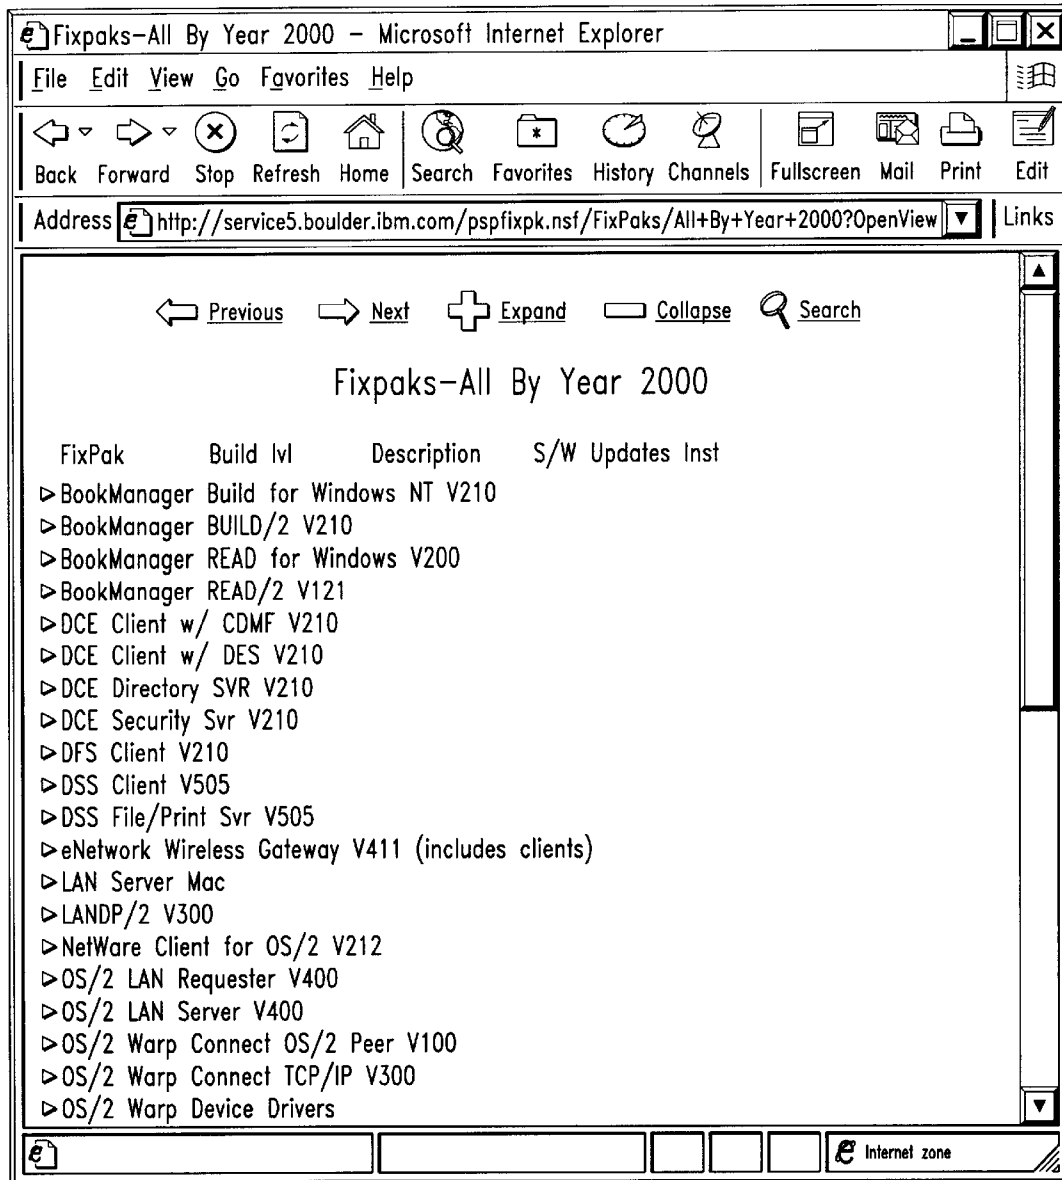 Fixpaks-All By Year 2000 - Microsoft Internet Explorer
File Edit View Go Favorites Help
Back Forward Stop Refresh Home Search Favorites History Channels Fullscreen Mail Print Edit
Address http://service5.boulder.ibm.com/pspfixpk.nsf/FixPaks/All+By+Year+2000?OpenView Links
Previous Next Expand Collapse Search
Fixpaks-All By Year 2000
FixPak Build lvl Description S/W Updates Inst
BookManager Build for Windows NT V210
BookManager BUILD/2 V210
BookManager READ for Windows V200
BookManager READ/2 V121
DCE Client w/ CDMF V210
DCE Client w/ DES V210
DCE Directory SVR V210
DCE Security Svr V210
DFS Client V210
DSS Client V505
DSS File/Print Svr V505
eNetwork Wireless Gateway V411 (includes clients)
LAN Server Mac
LANDP/2 V300
NetWare Client for OS/2 V212
OS/2 LAN Requester V400
OS/2 LAN Server V400
OS/2 Warp Connect OS/2 Peer V100
OS/2 Warp Connect TCP/IP V300
OS/2 Warp Device Drivers
Internet zone